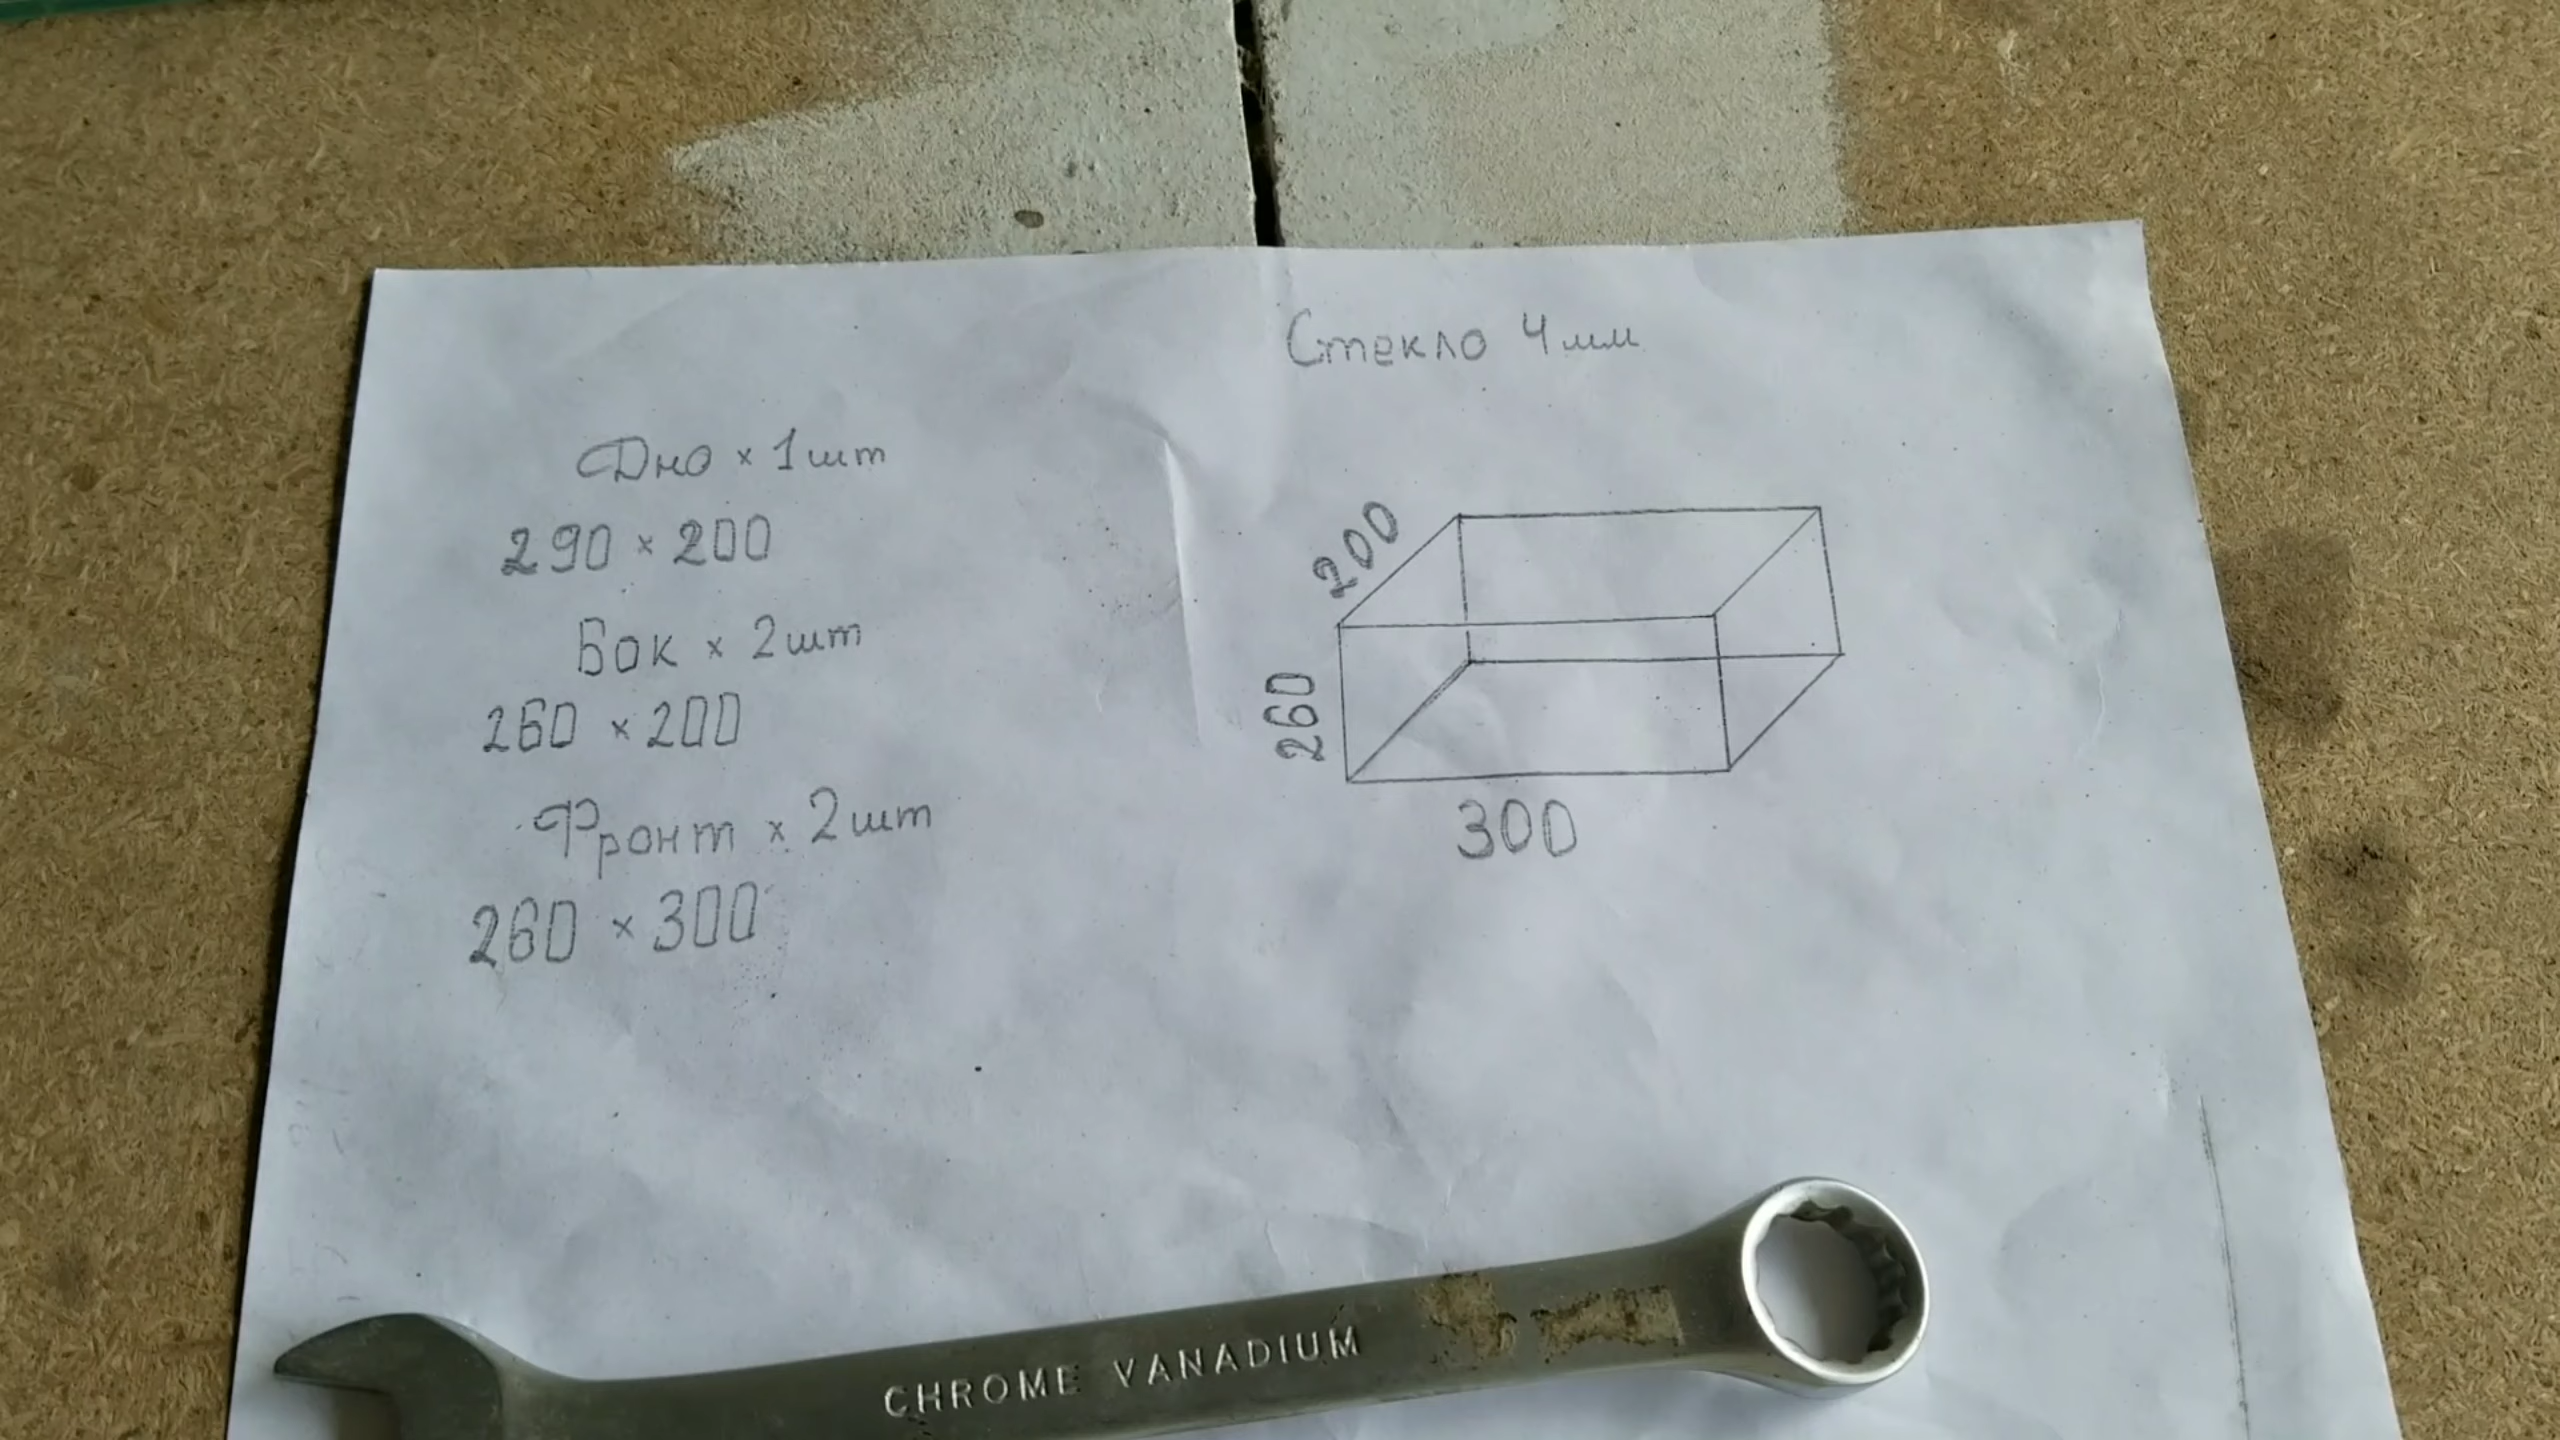 Стекло 4мм
Дно × 1шт
290 × 200
Бок × 2шт
260 × 200
Фронт × 2шт
260 × 300
200
260
300
CHROME VANADIUM